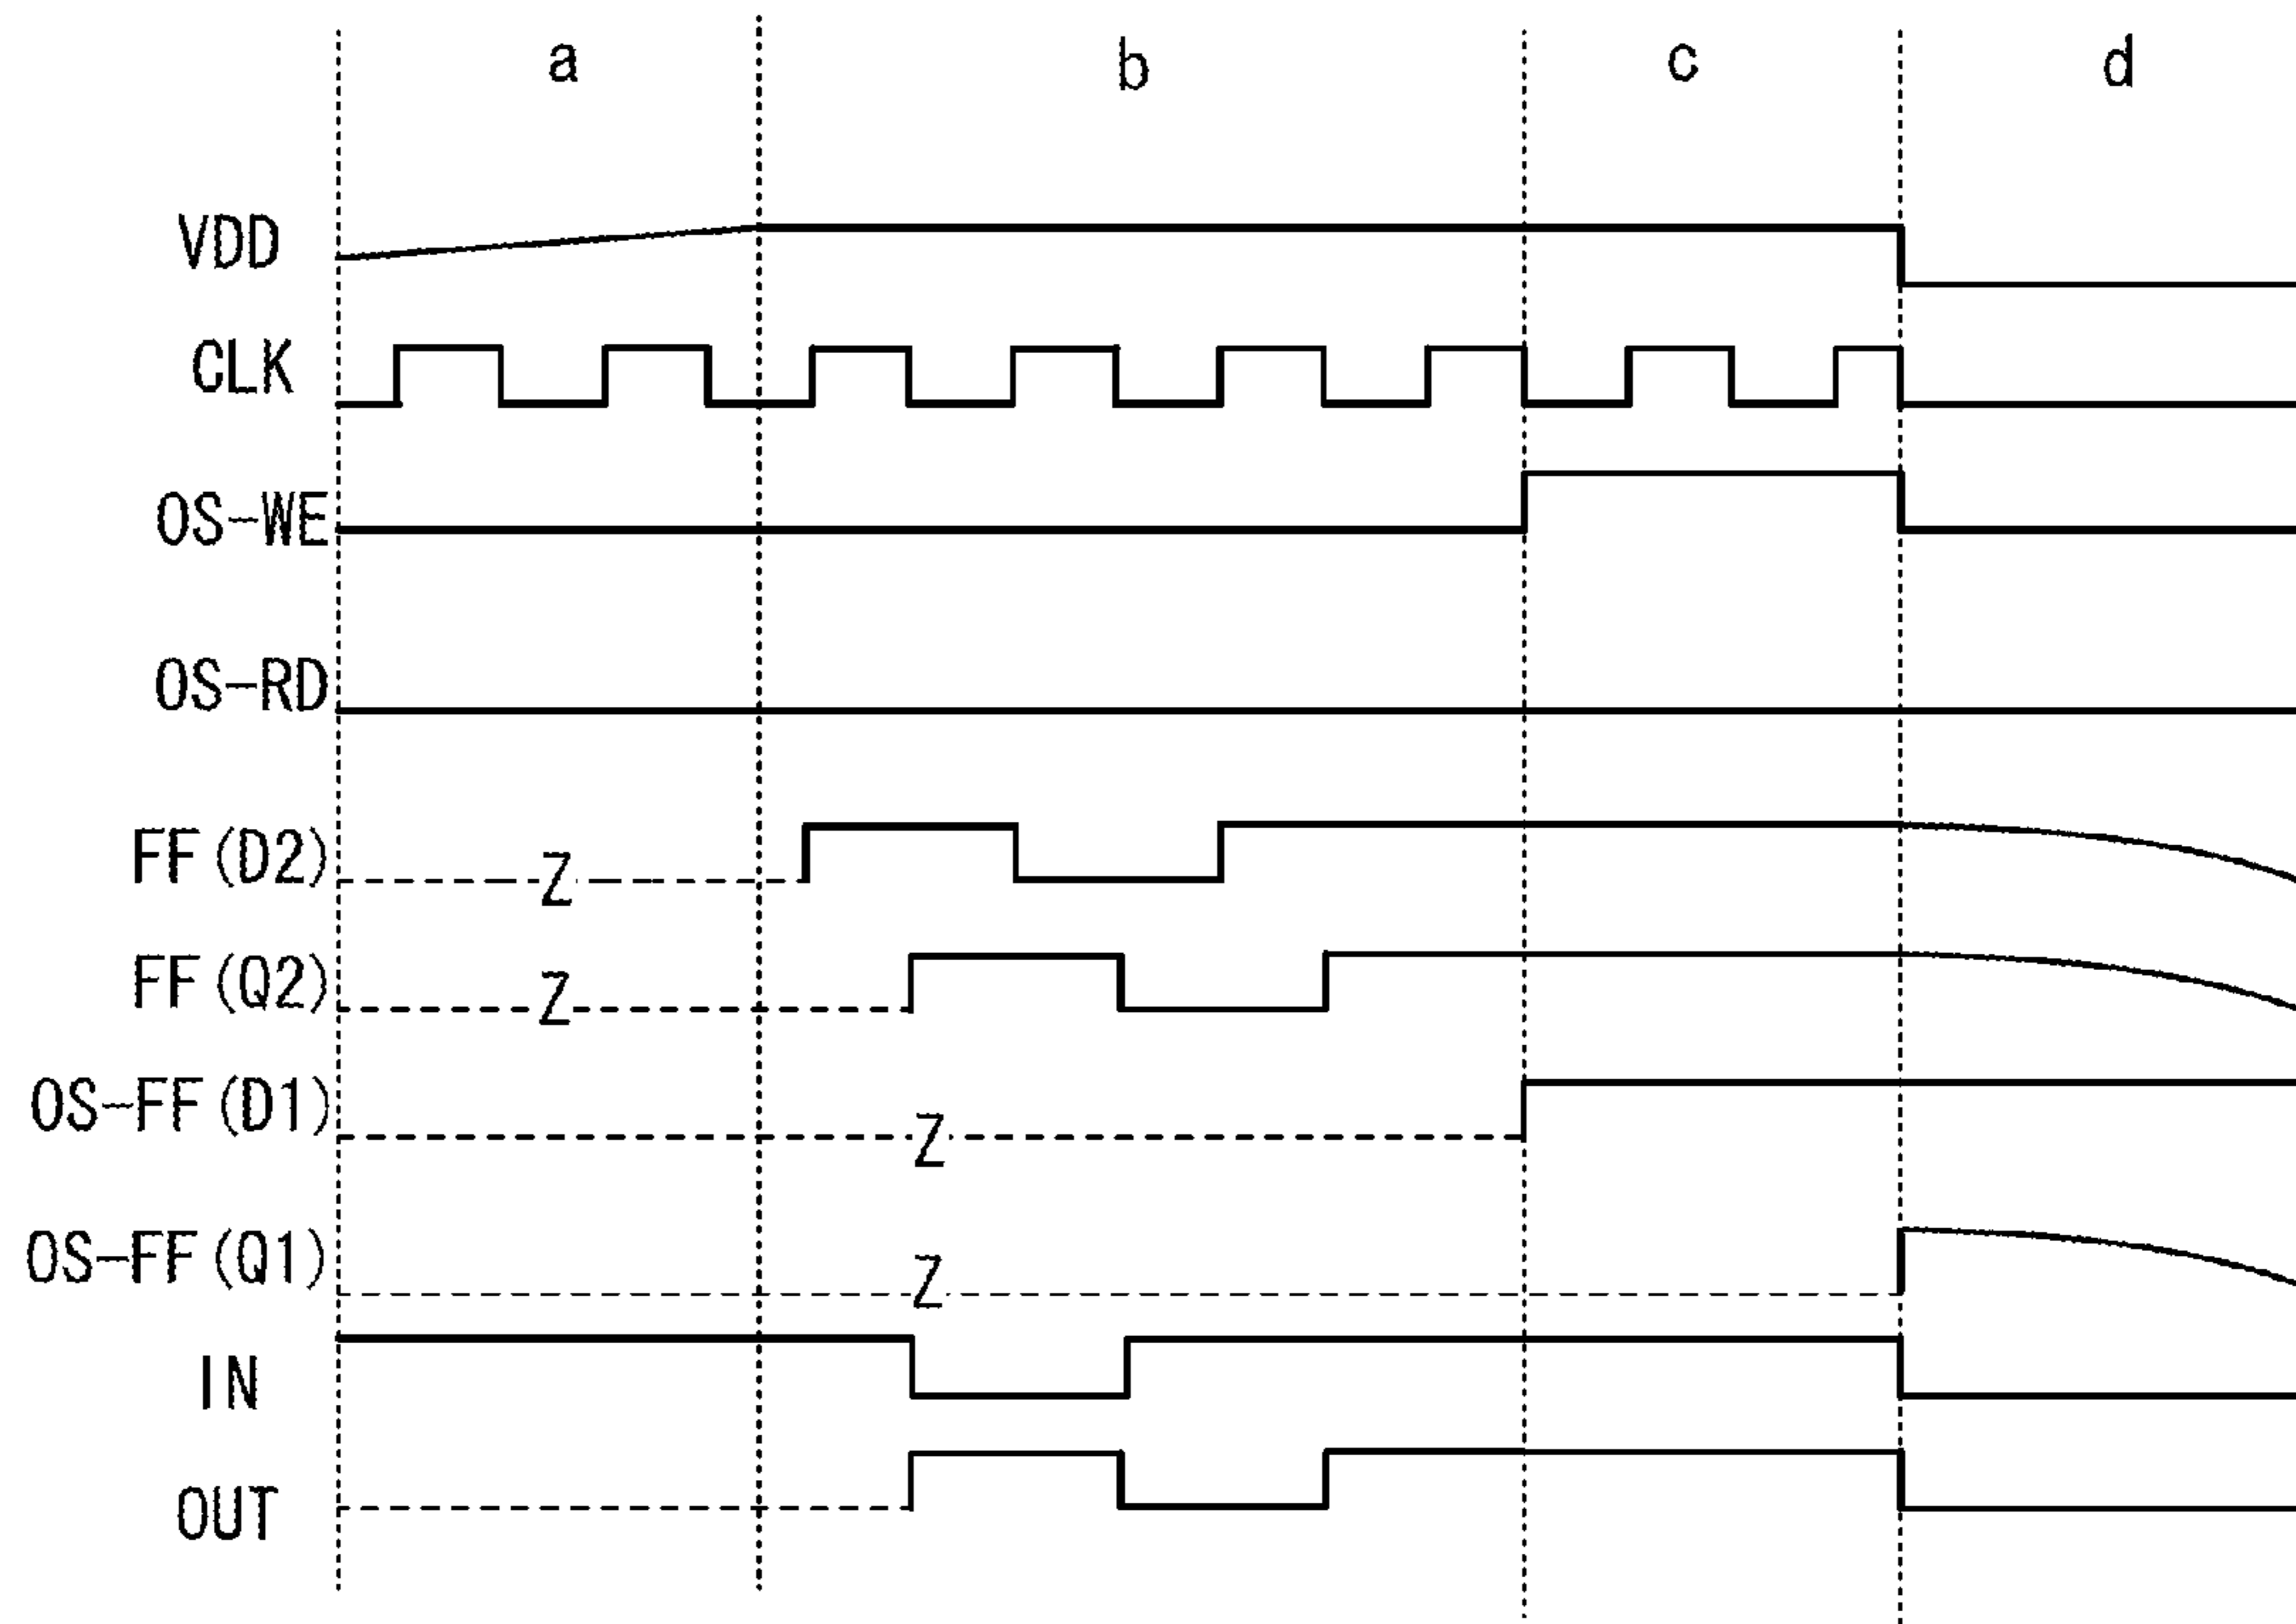 a b c d
VDD
CLK
OS-WE
OS-RD
FF(D2) Z
FF(Q2) Z
OS-FF(D1) Z
OS-FF(Q1) Z
IN
OUT